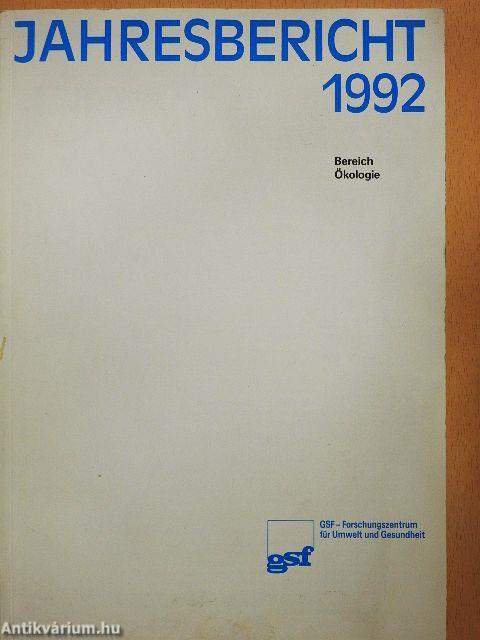 JAHRESBERICHT
1992
Bereich
Ökologie
gsf
GSF – Forschungszentrum
für Umwelt und Gesundheit
Antikvárium.hu